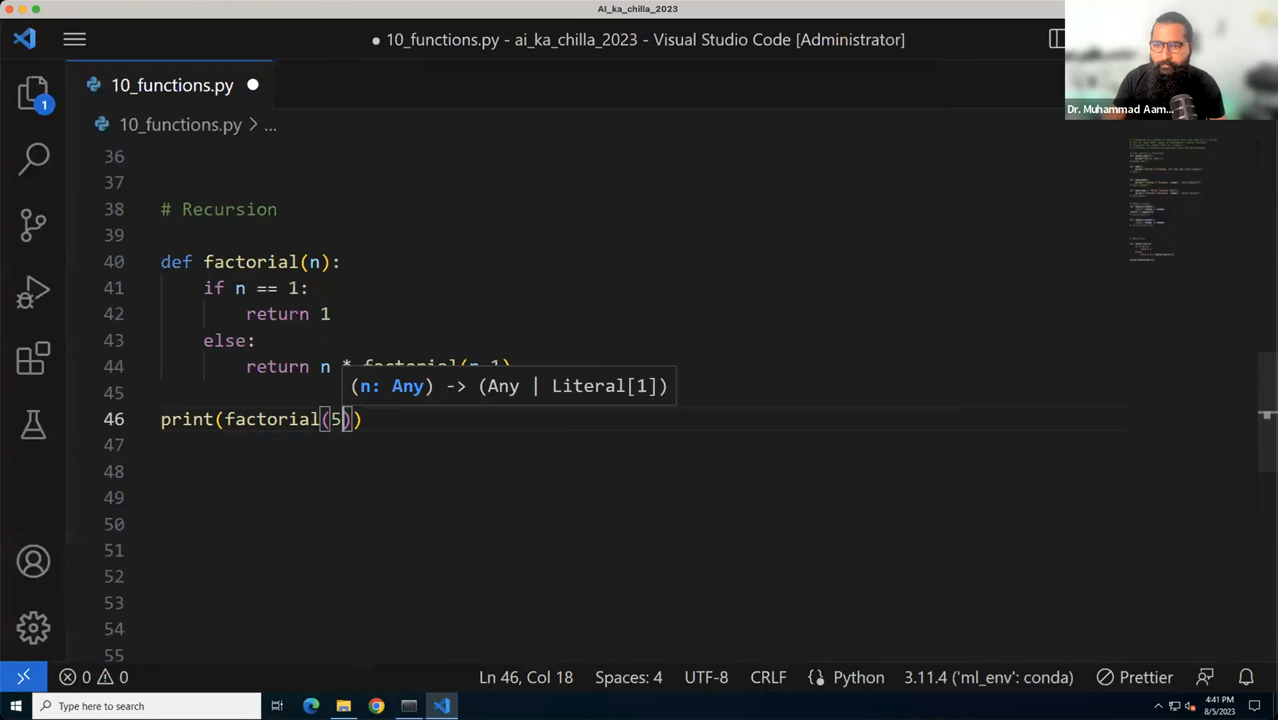 AI_ka_chilla_2023
● 10_functions.py - ai_ka_chilla_2023 - Visual Studio Code [Administrator]
Dr. Muhammad Aam...
1
10_functions.py
10_functions.py > ...
36
37
38 # Recursion
39
40 def factorial(n):
41 if n == 1:
42 return 1
43 else:
44 return n * factorial(n-1)
(n: Any) -> (Any | Literal[1])
45
46 print(factorial(5))
47
48
49
50
51
52
53
54
55
0 0
Ln 46, Col 18
Spaces: 4
UTF-8
CRLF
Python
3.11.4 ('ml_env': conda)
Prettier
Type here to search
4:41 PM
8/5/2023